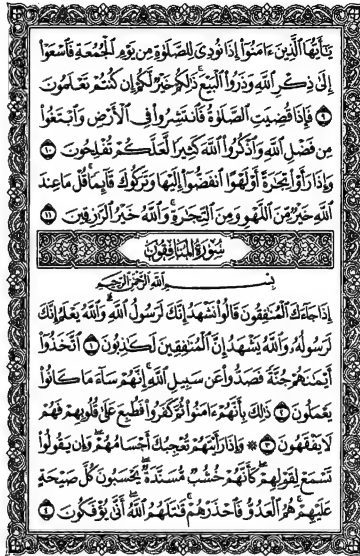 يَـٰٓأَيُّهَا ٱلَّذِينَ ءَامَنُوٓا۟ إِذَا نُودِىَ لِلصَّلَوٰةِ مِن يَوْمِ ٱلْجُمُعَةِ فَٱسْعَوْا۟
إِلَىٰ ذِكْرِ ٱللَّهِ وَذَرُوا۟ ٱلْبَيْعَ ۚ ذَٰلِكُمْ خَيْرٌ لَّكُمْ إِن كُنتُمْ تَعْلَمُونَ
٩ فَإِذَا قُضِيَتِ ٱلصَّلَوٰةُ فَٱنتَشِرُوا۟ فِى ٱلْأَرْضِ وَٱبْتَغُوا۟
مِن فَضْلِ ٱللَّهِ وَٱذْكُرُوا۟ ٱللَّهَ كَثِيرًا لَّعَلَّكُمْ تُفْلِحُونَ ١٠
وَإِذَا رَأَوْا۟ تِجَـٰرَةً أَوْ لَهْوًا ٱنفَضُّوٓا۟ إِلَيْهَا وَتَرَكُوكَ قَآئِمًا ۚ قُلْ مَا عِندَ
ٱللَّهِ خَيْرٌ مِّنَ ٱللَّهْوِ وَمِنَ ٱلتِّجَـٰرَةِ ۚ وَٱللَّهُ خَيْرُ ٱلرَّٰزِقِينَ ١١
سُورَةُ المنَافِقُونَ
بِسْمِ ٱللَّهِ ٱلرَّحْمَـٰنِ ٱلرَّحِيمِ
إِذَا جَآءَكَ ٱلْمُنَـٰفِقُونَ قَالُوا۟ نَشْهَدُ إِنَّكَ لَرَسُولُ ٱللَّهِ ۗ وَٱللَّهُ يَعْلَمُ إِنَّكَ
لَرَسُولُهُۥ وَٱللَّهُ يَشْهَدُ إِنَّ ٱلْمُنَـٰفِقِينَ لَكَـٰذِبُونَ ١ ٱتَّخَذُوٓا۟
أَيْمَـٰنَهُمْ جُنَّةً فَصَدُّوا۟ عَن سَبِيلِ ٱللَّهِ ۚ إِنَّهُمْ سَآءَ مَا كَانُوا۟
يَعْمَلُونَ ٢ ذَٰلِكَ بِأَنَّهُمْ ءَامَنُوا۟ ثُمَّ كَفَرُوا۟ فَطُبِعَ عَلَىٰ قُلُوبِهِمْ فَهُمْ
لَا يَفْقَهُونَ ٣ ۞ وَإِذَا رَأَيْتَهُمْ تُعْجِبُكَ أَجْسَامُهُمْ ۖ وَإِن يَقُولُوا۟
تَسْمَعْ لِقَوْلِهِمْ ۖ كَأَنَّهُمْ خُشُبٌ مُّسَنَّدَةٌ ۖ يَحْسَبُونَ كُلَّ صَيْحَةٍ
عَلَيْهِمْ ۚ هُمُ ٱلْعَدُوُّ فَٱحْذَرْهُمْ ۚ قَـٰتَلَهُمُ ٱللَّهُ ۖ أَنَّىٰ يُؤْفَكُونَ ٤